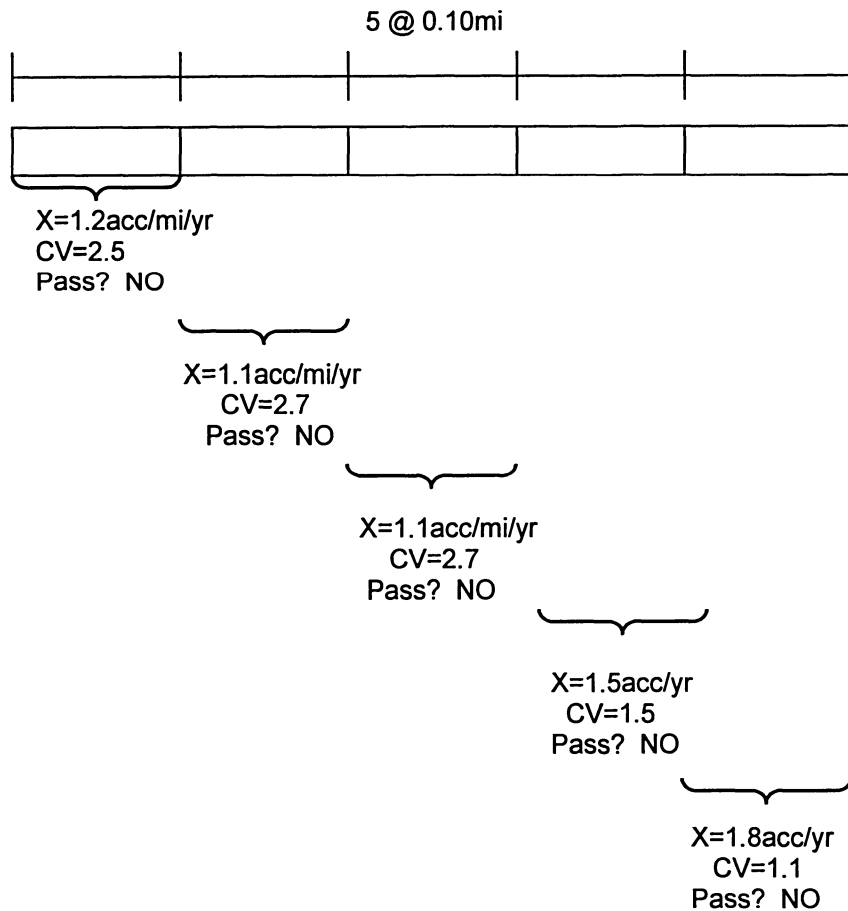 5 @ 0.10mi
X=1.2acc/mi/yr
CV=2.5
Pass? NO
X=1.1acc/mi/yr
CV=2.7
Pass? NO
X=1.1acc/mi/yr
CV=2.7
Pass? NO
X=1.5acc/yr
CV=1.5
Pass? NO
X=1.8acc/yr
CV=1.1
Pass? NO